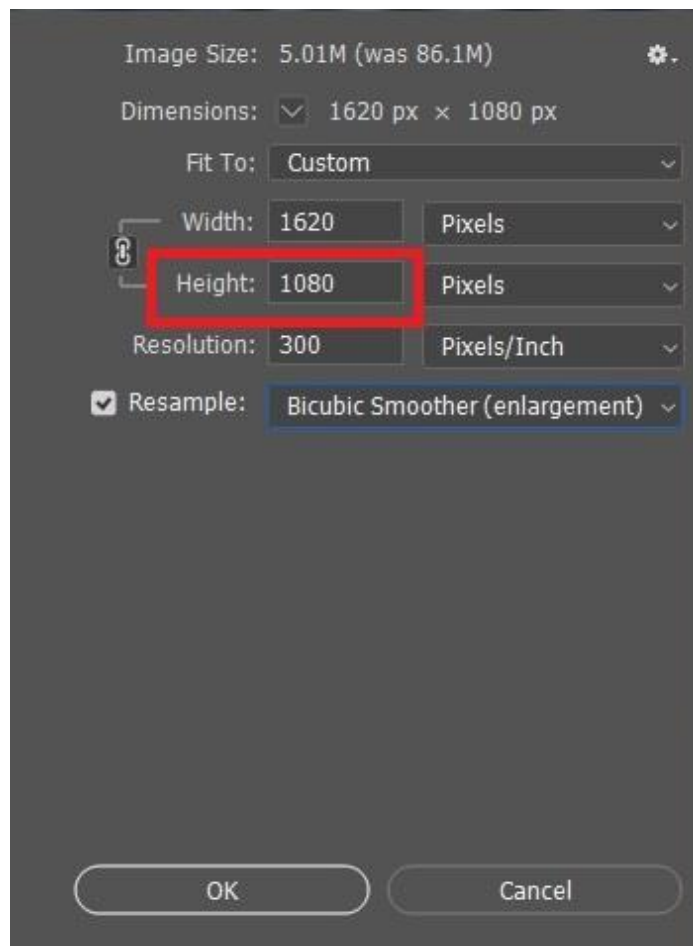 Image Size: 5.01M (was 86.1M)
Dimensions: 1620 px × 1080 px
Fit To: Custom
Width: 1620 Pixels
Height: 1080 Pixels
Resolution: 300 Pixels/Inch
Resample: Bicubic Smoother (enlargement)
OK Cancel